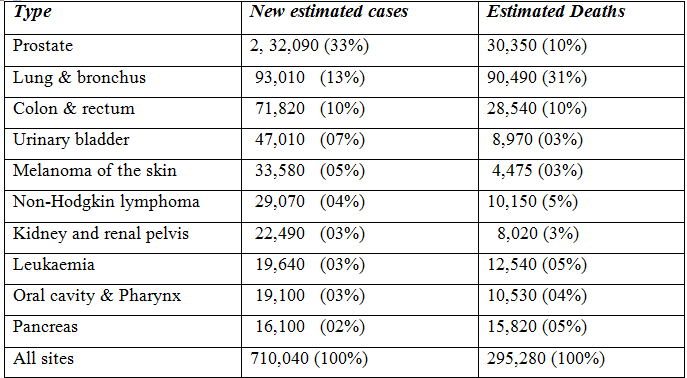 Type New estimated cases Estimated Deaths
Prostate 2, 32,090 (33%) 30,350 (10%)
Lung & bronchus 93,010 (13%) 90,490 (31%)
Colon & rectum 71,820 (10%) 28,540 (10%)
Urinary bladder 47,010 (07%) 8,970 (03%)
Melanoma of the skin 33,580 (05%) 4,475 (03%)
Non-Hodgkin lymphoma 29,070 (04%) 10,150 (5%)
Kidney and renal pelvis 22,490 (03%) 8,020 (3%)
Leukaemia 19,640 (03%) 12,540 (05%)
Oral cavity & Pharynx 19,100 (03%) 10,530 (04%)
Pancreas 16,100 (02%) 15,820 (05%)
All sites 710,040 (100%) 295,280 (100%)